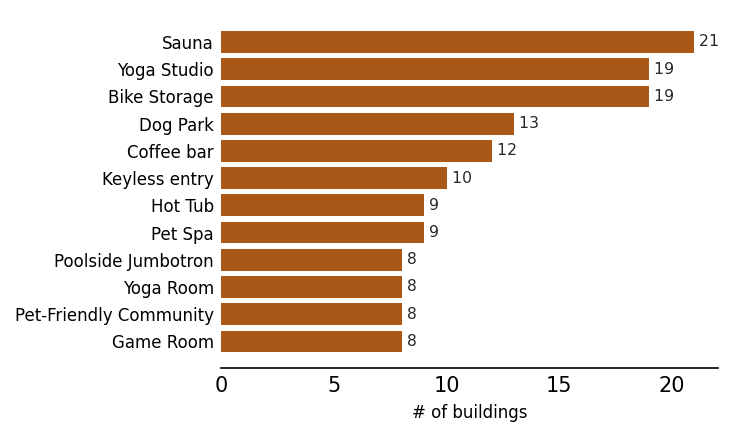 Sauna 21
Yoga Studio 19
Bike Storage 19
Dog Park 13
Coffee bar 12
Keyless entry 10
Hot Tub 9
Pet Spa 9
Poolside Jumbotron 8
Yoga Room 8
Pet-Friendly Community 8
Game Room 8
0 5 10 15 20
# of buildings